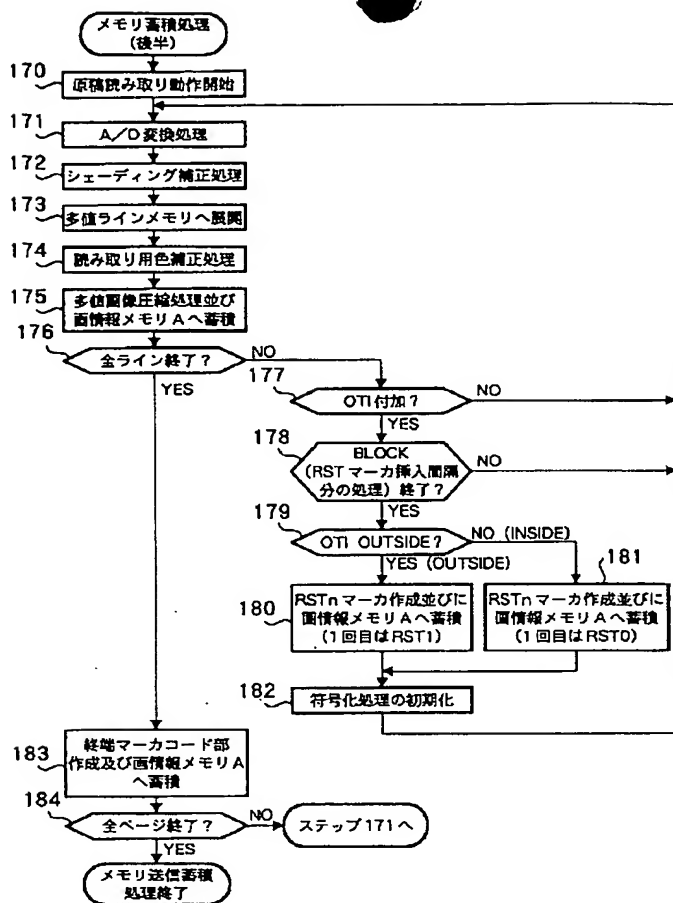 メモリ蓄積処理
(後半)
170
原稿読み取り動作開始
171
A/D変換処理
172
シェーディング補正処理
173
多値ラインメモリへ展開
174
読み取り用色補正処理
175
多値画像圧縮処理並び
画情報メモリAへ蓄積
176
全ライン終了?
NO
YES
177
OTI付加?
NO
YES
178
BLOCK
(RSTマーカ挿入間隔
分の処理)終了?
NO
YES
179
OTI OUTSIDE?
NO (INSIDE)
YES (OUTSIDE)
180
RSTnマーカ作成並びに
画情報メモリAへ蓄積
(1回目はRST1)
181
RSTnマーカ作成並びに
画情報メモリAへ蓄積
(1回目はRST0)
182
符号化処理の初期化
183
終端マーカコード部
作成及び画情報メモリA
へ蓄積
184
全ページ終了?
NO
ステップ171へ
YES
メモリ送信蓄積
処理終了